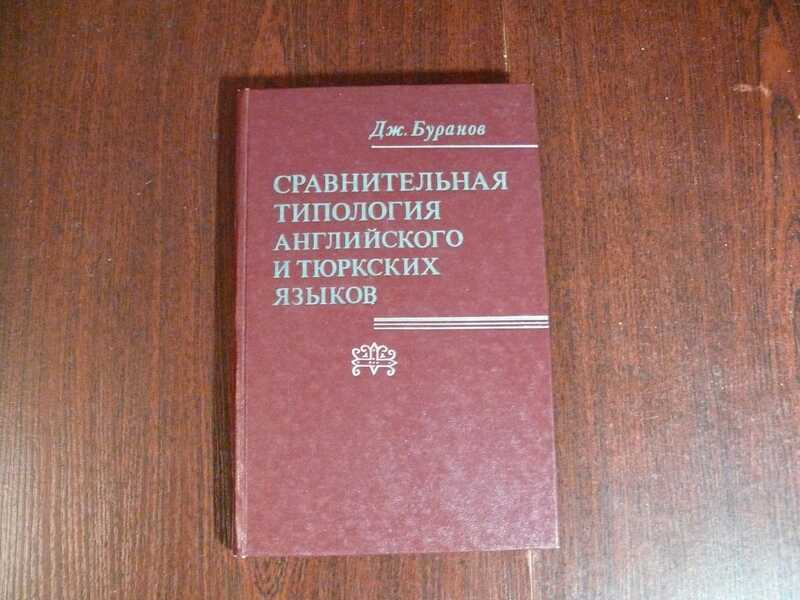 Дж. Буранов
СРАВНИТЕЛЬНАЯ
ТИПОЛОГИЯ
АНГЛИЙСКОГО
И ТЮРКСКИХ
ЯЗЫКОВ